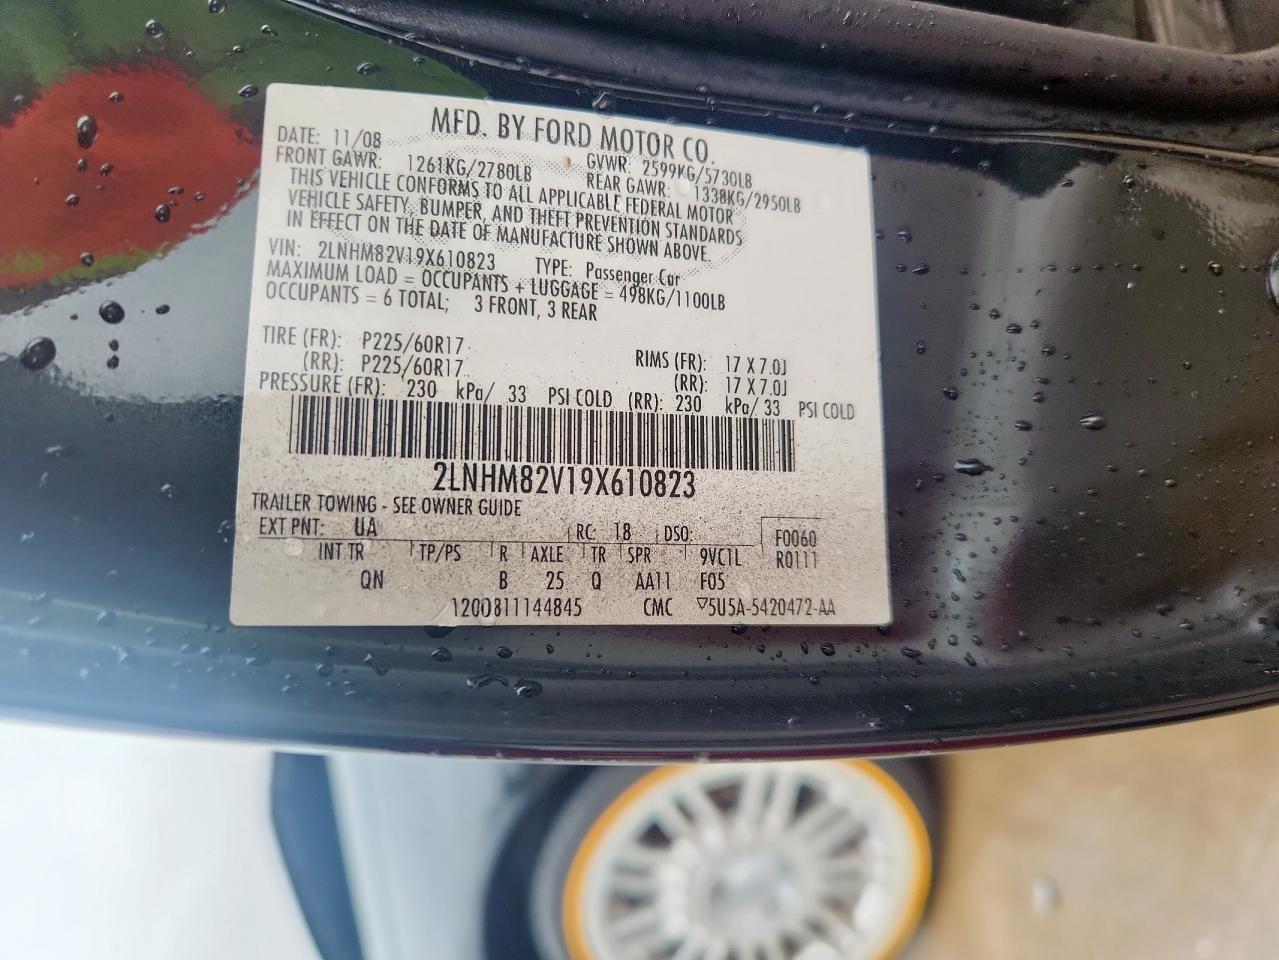 MFD. BY FORD MOTOR CO.
DATE: 11/08 GVWR: 2599KG/5730LB
FRONT GAWR: 1261KG/2780LB REAR GAWR: 1338KG/2950LB
THIS VEHICLE CONFORMS TO ALL APPLICABLE FEDERAL MOTOR
VEHICLE SAFETY, BUMPER, AND THEFT PREVENTION STANDARDS
IN EFFECT ON THE DATE OF MANUFACTURE SHOWN ABOVE.
VIN: 2LNHM82V19X610823 TYPE: Passenger Car
MAXIMUM LOAD = OCCUPANTS + LUGGAGE = 498KG/1100LB
OCCUPANTS = 6 TOTAL; 3 FRONT, 3 REAR
TIRE (FR): P225/60R17 RIMS (FR): 17 X 7.0J
(RR): P225/60R17 (RR): 17 X 7.0J
PRESSURE (FR): 230 kPa/ 33 PSI COLD (RR): 230 kPa/ 33 PSI COLD
2LNHM82V19X610823
TRAILER TOWING - SEE OWNER GUIDE
EXT PNT: UA RC: 18 DSO: F0060
INT TR TP/PS R AXLE TR SPR 9VC1L R0111
QN B 25 Q AA11 F05
1200811144845 CMC ▽5U5A-5420472-AA